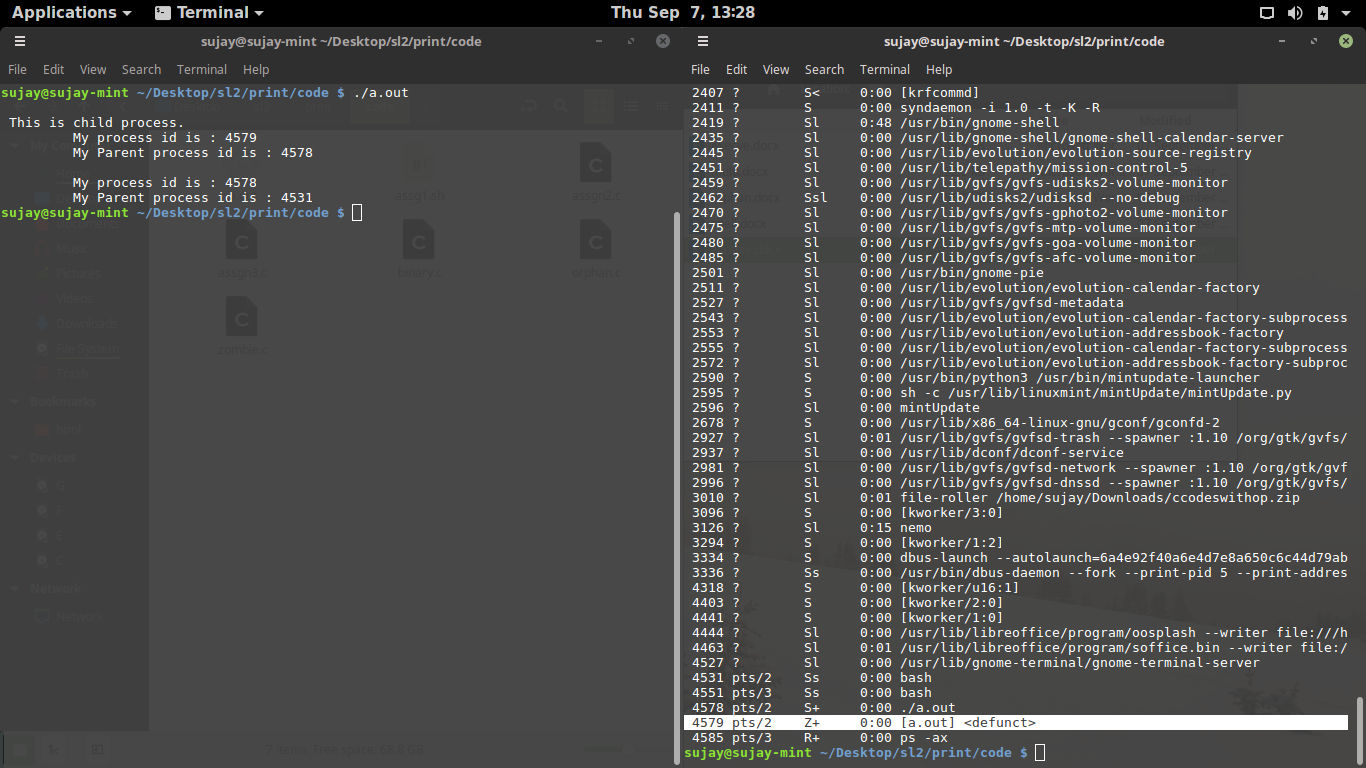 Applications Terminal Thu Sep 7, 13:28
sujay@sujay-mint ~/Desktop/sl2/print/code
File Edit View Search Terminal Help
sujay@sujay-mint ~/Desktop/sl2/print/code $ ./a.out
This is child process.
My process id is : 4579
My Parent process id is : 4578
My process id is : 4578
My Parent process id is : 4531
sujay@sujay-mint ~/Desktop/sl2/print/code $
assgn1.sh assgn2.c
assgn3.c binary.c orphan.c
zombie.c
Music
Pictures
Videos
Downloads
File System
Trash
Bookmarks
Devices
Network
Network
7 items, Free space: 68.8 GB
sujay@sujay-mint ~/Desktop/sl2/print/code
File Edit View Search Terminal Help
2407 ? S< 0:00 [krfcommd]
2411 ? S 0:00 syndaemon -i 1.0 -t -K -R
2419 ? Sl 0:48 /usr/bin/gnome-shell
2435 ? Sl 0:00 /usr/lib/gnome-shell/gnome-shell-calendar-server
2445 ? Sl 0:00 /usr/lib/evolution/evolution-source-registry
2451 ? Sl 0:00 /usr/lib/telepathy/mission-control-5
2459 ? Sl 0:00 /usr/lib/gvfs/gvfs-udisks2-volume-monitor
2462 ? Ssl 0:00 /usr/lib/udisks2/udisksd --no-debug
2470 ? Sl 0:00 /usr/lib/gvfs/gvfs-gphoto2-volume-monitor
2475 ? Sl 0:00 /usr/lib/gvfs/gvfs-mtp-volume-monitor
2480 ? Sl 0:00 /usr/lib/gvfs/gvfs-goa-volume-monitor
2485 ? Sl 0:00 /usr/lib/gvfs/gvfs-afc-volume-monitor
2501 ? Sl 0:00 /usr/bin/gnome-pie
2511 ? Sl 0:00 /usr/lib/evolution/evolution-calendar-factory
2527 ? Sl 0:00 /usr/lib/gvfs/gvfsd-metadata
2543 ? Sl 0:00 /usr/lib/evolution/evolution-calendar-factory-subprocess
2553 ? Sl 0:00 /usr/lib/evolution/evolution-addressbook-factory
2555 ? Sl 0:00 /usr/lib/evolution/evolution-calendar-factory-subprocess
2572 ? Sl 0:00 /usr/lib/evolution/evolution-addressbook-factory-subproc
2590 ? S 0:00 /usr/bin/python3 /usr/bin/mintupdate-launcher
2595 ? S 0:00 sh -c /usr/lib/linuxmint/mintUpdate/mintUpdate.py
2596 ? Sl 0:00 mintUpdate
2678 ? S 0:00 /usr/lib/x86_64-linux-gnu/gconf/gconfd-2
2927 ? Sl 0:01 /usr/lib/gvfs/gvfsd-trash --spawner :1.10 /org/gtk/gvfs/
2937 ? Sl 0:00 /usr/lib/dconf/dconf-service
2981 ? Sl 0:00 /usr/lib/gvfs/gvfsd-network --spawner :1.10 /org/gtk/gvf
2996 ? Sl 0:00 /usr/lib/gvfs/gvfsd-dnssd --spawner :1.10 /org/gtk/gvfs/
3010 ? Sl 0:01 file-roller /home/sujay/Downloads/ccodeswithop.zip
3096 ? S 0:00 [kworker/3:0]
3126 ? Sl 0:15 nemo
3294 ? S 0:00 [kworker/1:2]
3334 ? S 0:00 dbus-launch --autolaunch=6a4e92f40a6e4d7e8a650c6c44d79ab
3336 ? Ss 0:00 /usr/bin/dbus-daemon --fork --print-pid 5 --print-addres
4318 ? S 0:00 [kworker/u16:1]
4403 ? S 0:00 [kworker/2:0]
4441 ? S 0:00 [kworker/1:0]
4444 ? Sl 0:00 /usr/lib/libreoffice/program/oosplash --writer file:///h
4463 ? Sl 0:01 /usr/lib/libreoffice/program/soffice.bin --writer file:/
4527 ? Sl 0:00 /usr/lib/gnome-terminal/gnome-terminal-server
4531 pts/2 Ss 0:00 bash
4551 pts/3 Ss 0:00 bash
4578 pts/2 S+ 0:00 ./a.out
4579 pts/2 Z+ 0:00 [a.out] <defunct>
4585 pts/3 R+ 0:00 ps -ax
sujay@sujay-mint ~/Desktop/sl2/print/code $